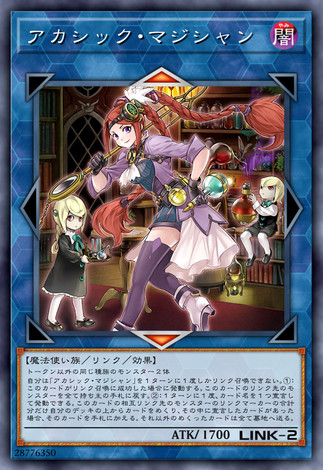 アカシック・マジシャン
闇
【魔法使い族／リンク／効果】
トークン以外の同じ種族のモンスター２体
自分は「アカシック・マジシャン」を１ターンに１度しかリンク召喚できない。①：
このカードがリンク召喚に成功した場合に発動する。このカードのリンク先のモン
スターを全て持ち主の手札に戻す。②：１ターンに１度、カード名を１つ宣言し
て発動できる。このカードの相互リンク先のモンスターのリンクマーカーの合計
分だけ自分のデッキの上からカードをめくり、その中に宣言したカードがあった
場合、そのカードを手札に加える。それ以外のめくったカードは全て墓地へ送る。
ATK/1700 LINK-2
28776350